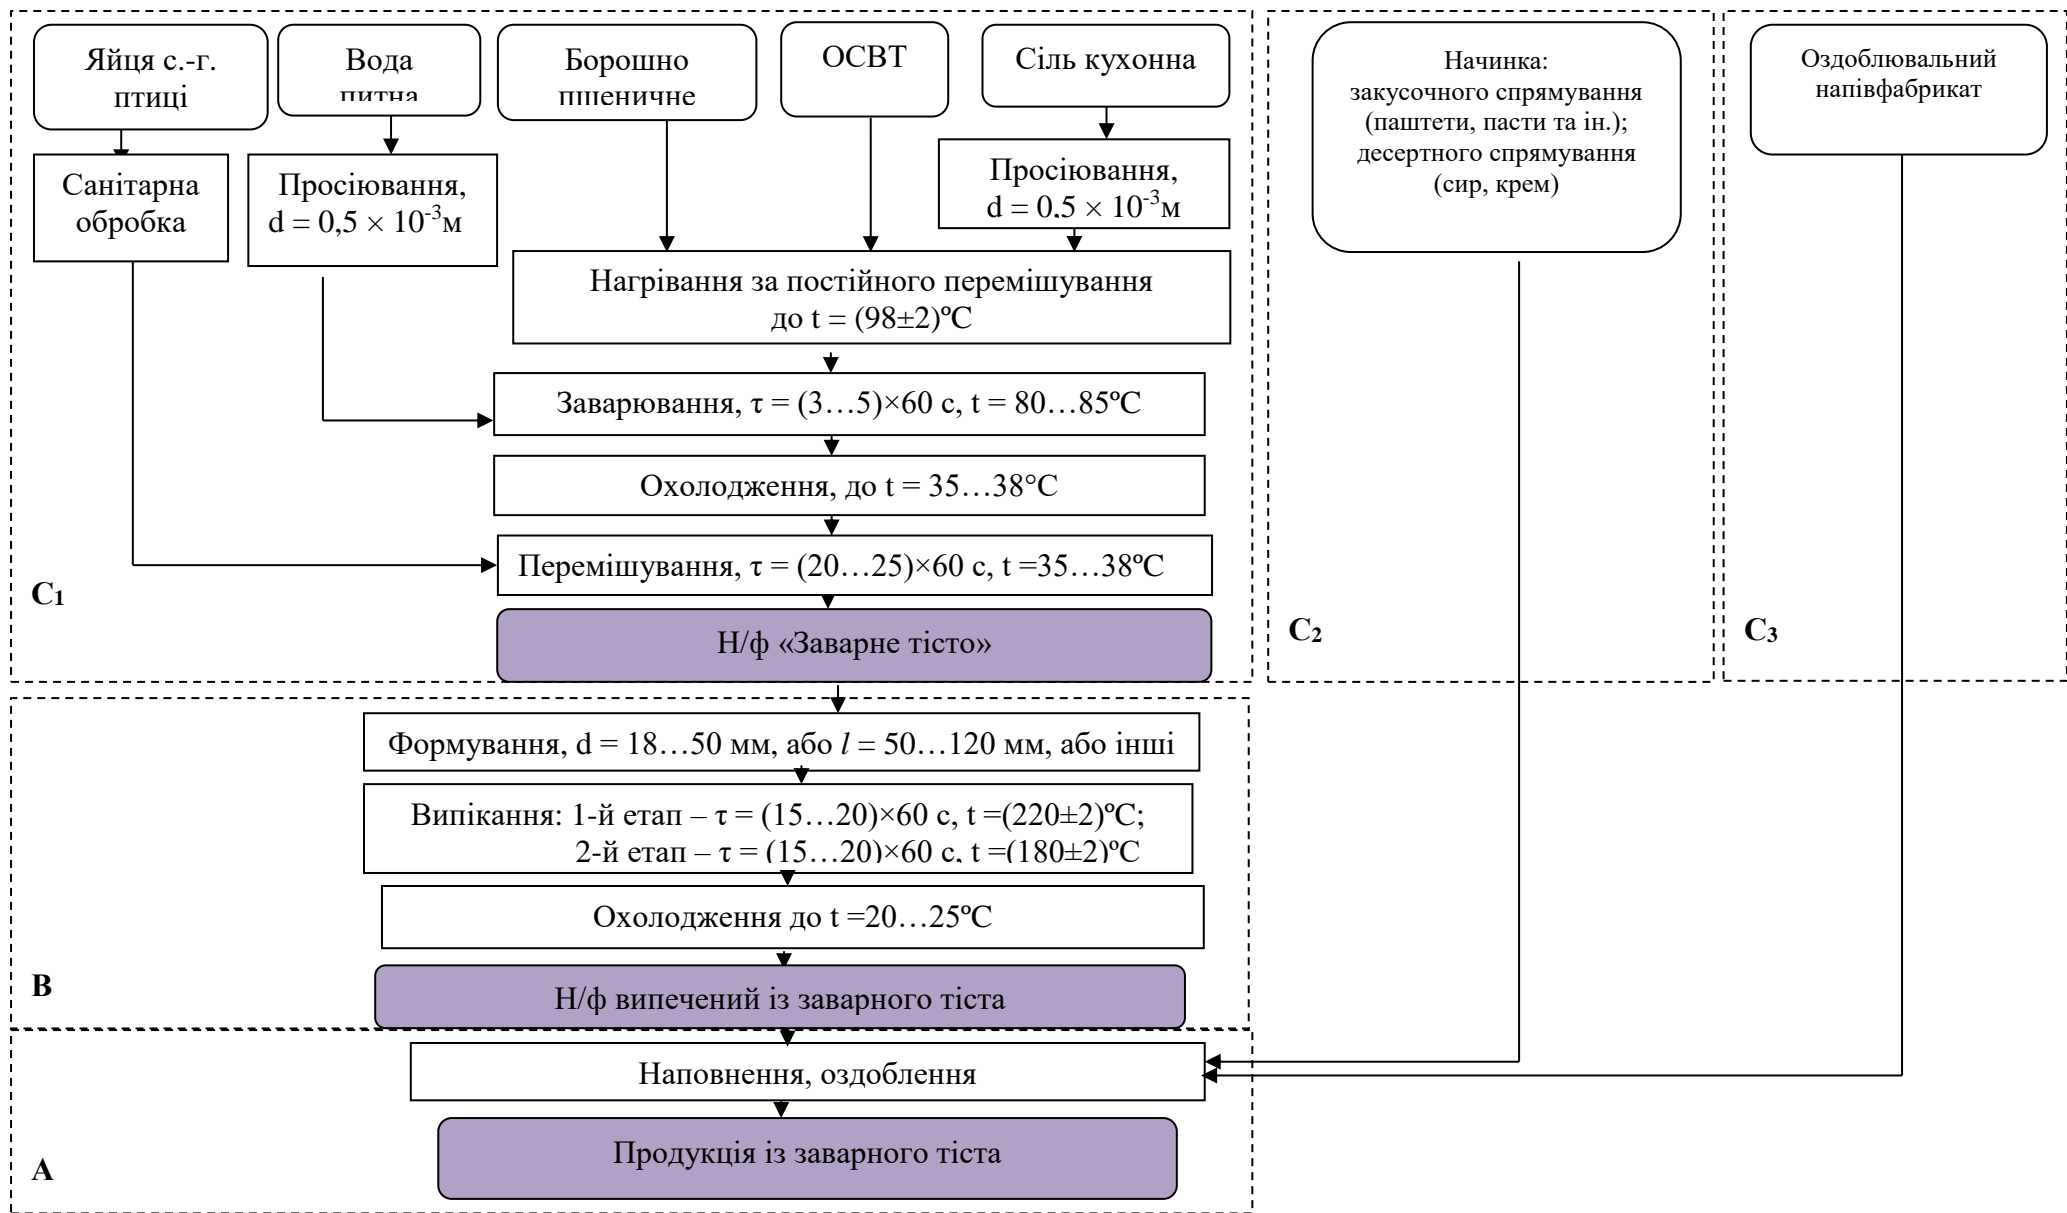 Яйця с.-г.
птиці
Вода
питна
Борошно
пшеничне
ОСВТ
Сіль кухонна
Начинка:
закусочного спрямування
(паштети, пасти та ін.);
десертного спрямування
(сир, крем)
Оздоблювальний
напівфабрикат
Санітарна
обробка
Просіювання,
d = 0,5 × 10⁻³м
Просіювання,
d = 0,5 × 10⁻³м
Нагрівання за постійного перемішування
до t = (98±2)ºС
Заварювання, τ = (3…5)×60 с, t = 80…85ºС
Охолодження, до t = 35…38°С
Перемішування, τ = (20…25)×60 с, t =35…38ºС
С₁
Н/ф «Заварне тісто»
С₂
С₃
Формування, d = 18…50 мм, або l = 50…120 мм, або інші
Випікання: 1-й етап – τ = (15…20)×60 с, t =(220±2)ºС;
2-й етап – τ = (15…20)×60 с, t =(180±2)ºС
Охолодження до t =20…25ºС
В
Н/ф випечений із заварного тіста
Наповнення, оздоблення
А
Продукція із заварного тіста